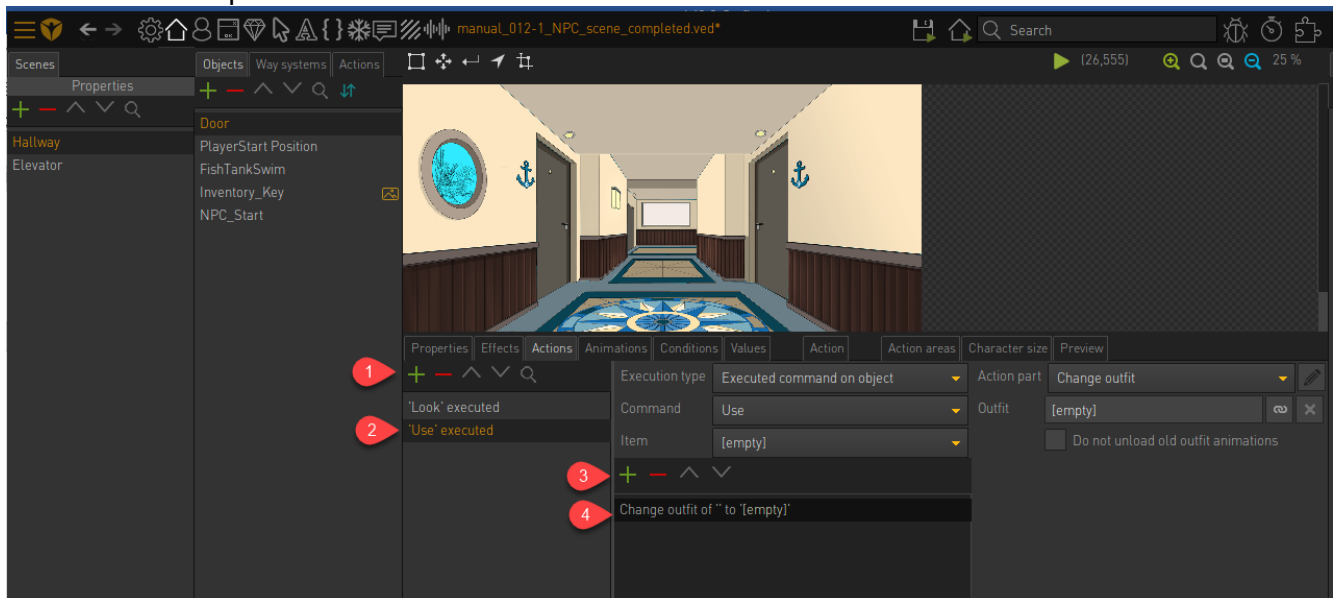 manual_012-1_NPC_scene_completed.ved*
Search
Scenes
Properties
Hallway
Elevator
Objects Way systems Actions
Door
PlayerStart Position
FishTankSwim
Inventory_Key
NPC_Start
(26,555)
25 %
Properties Effects Actions Animations Conditions Values Action Action areas Character size Preview
1
'Look' executed
2
'Use' executed
Execution type Executed command on object
Command Use
Item [empty]
3
4
Change outfit of '' to '[empty]'
Action part Change outfit
Outfit [empty]
Do not unload old outfit animations